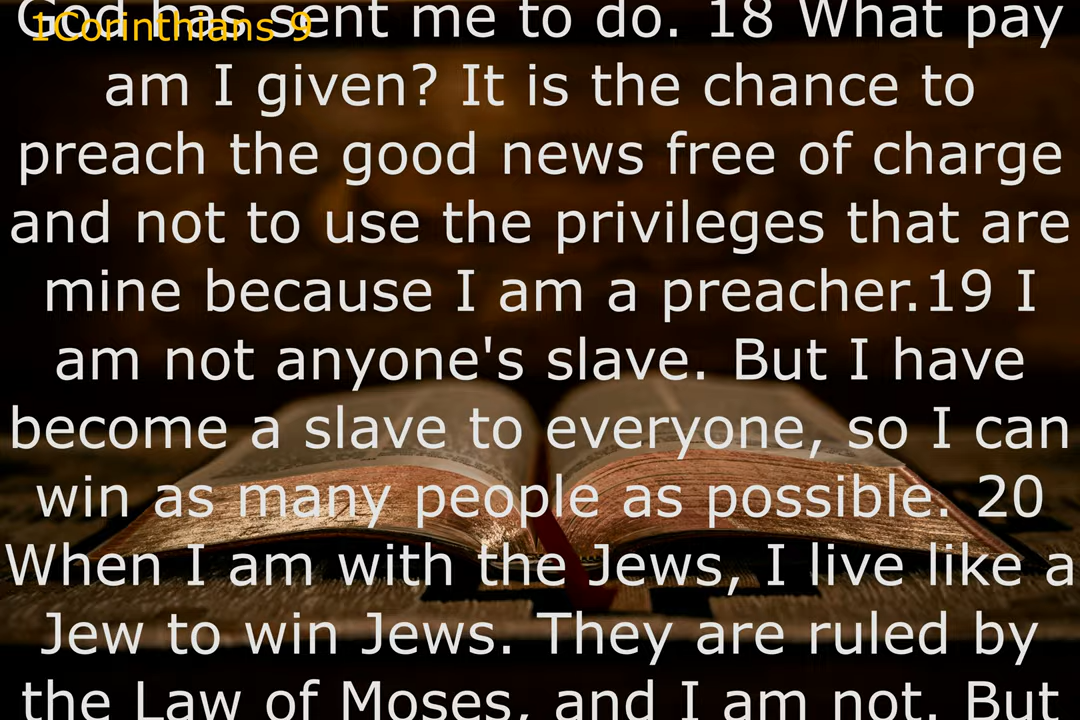 1Corinthians 9
God has sent me to do. 18 What pay
am I given? It is the chance to
preach the good news free of charge
and not to use the privileges that are
mine because I am a preacher.19 I
am not anyone's slave. But I have
become a slave to everyone, so I can
win as many people as possible. 20
When I am with the Jews, I live like a
Jew to win Jews. They are ruled by
the Law of Moses, and I am not. But